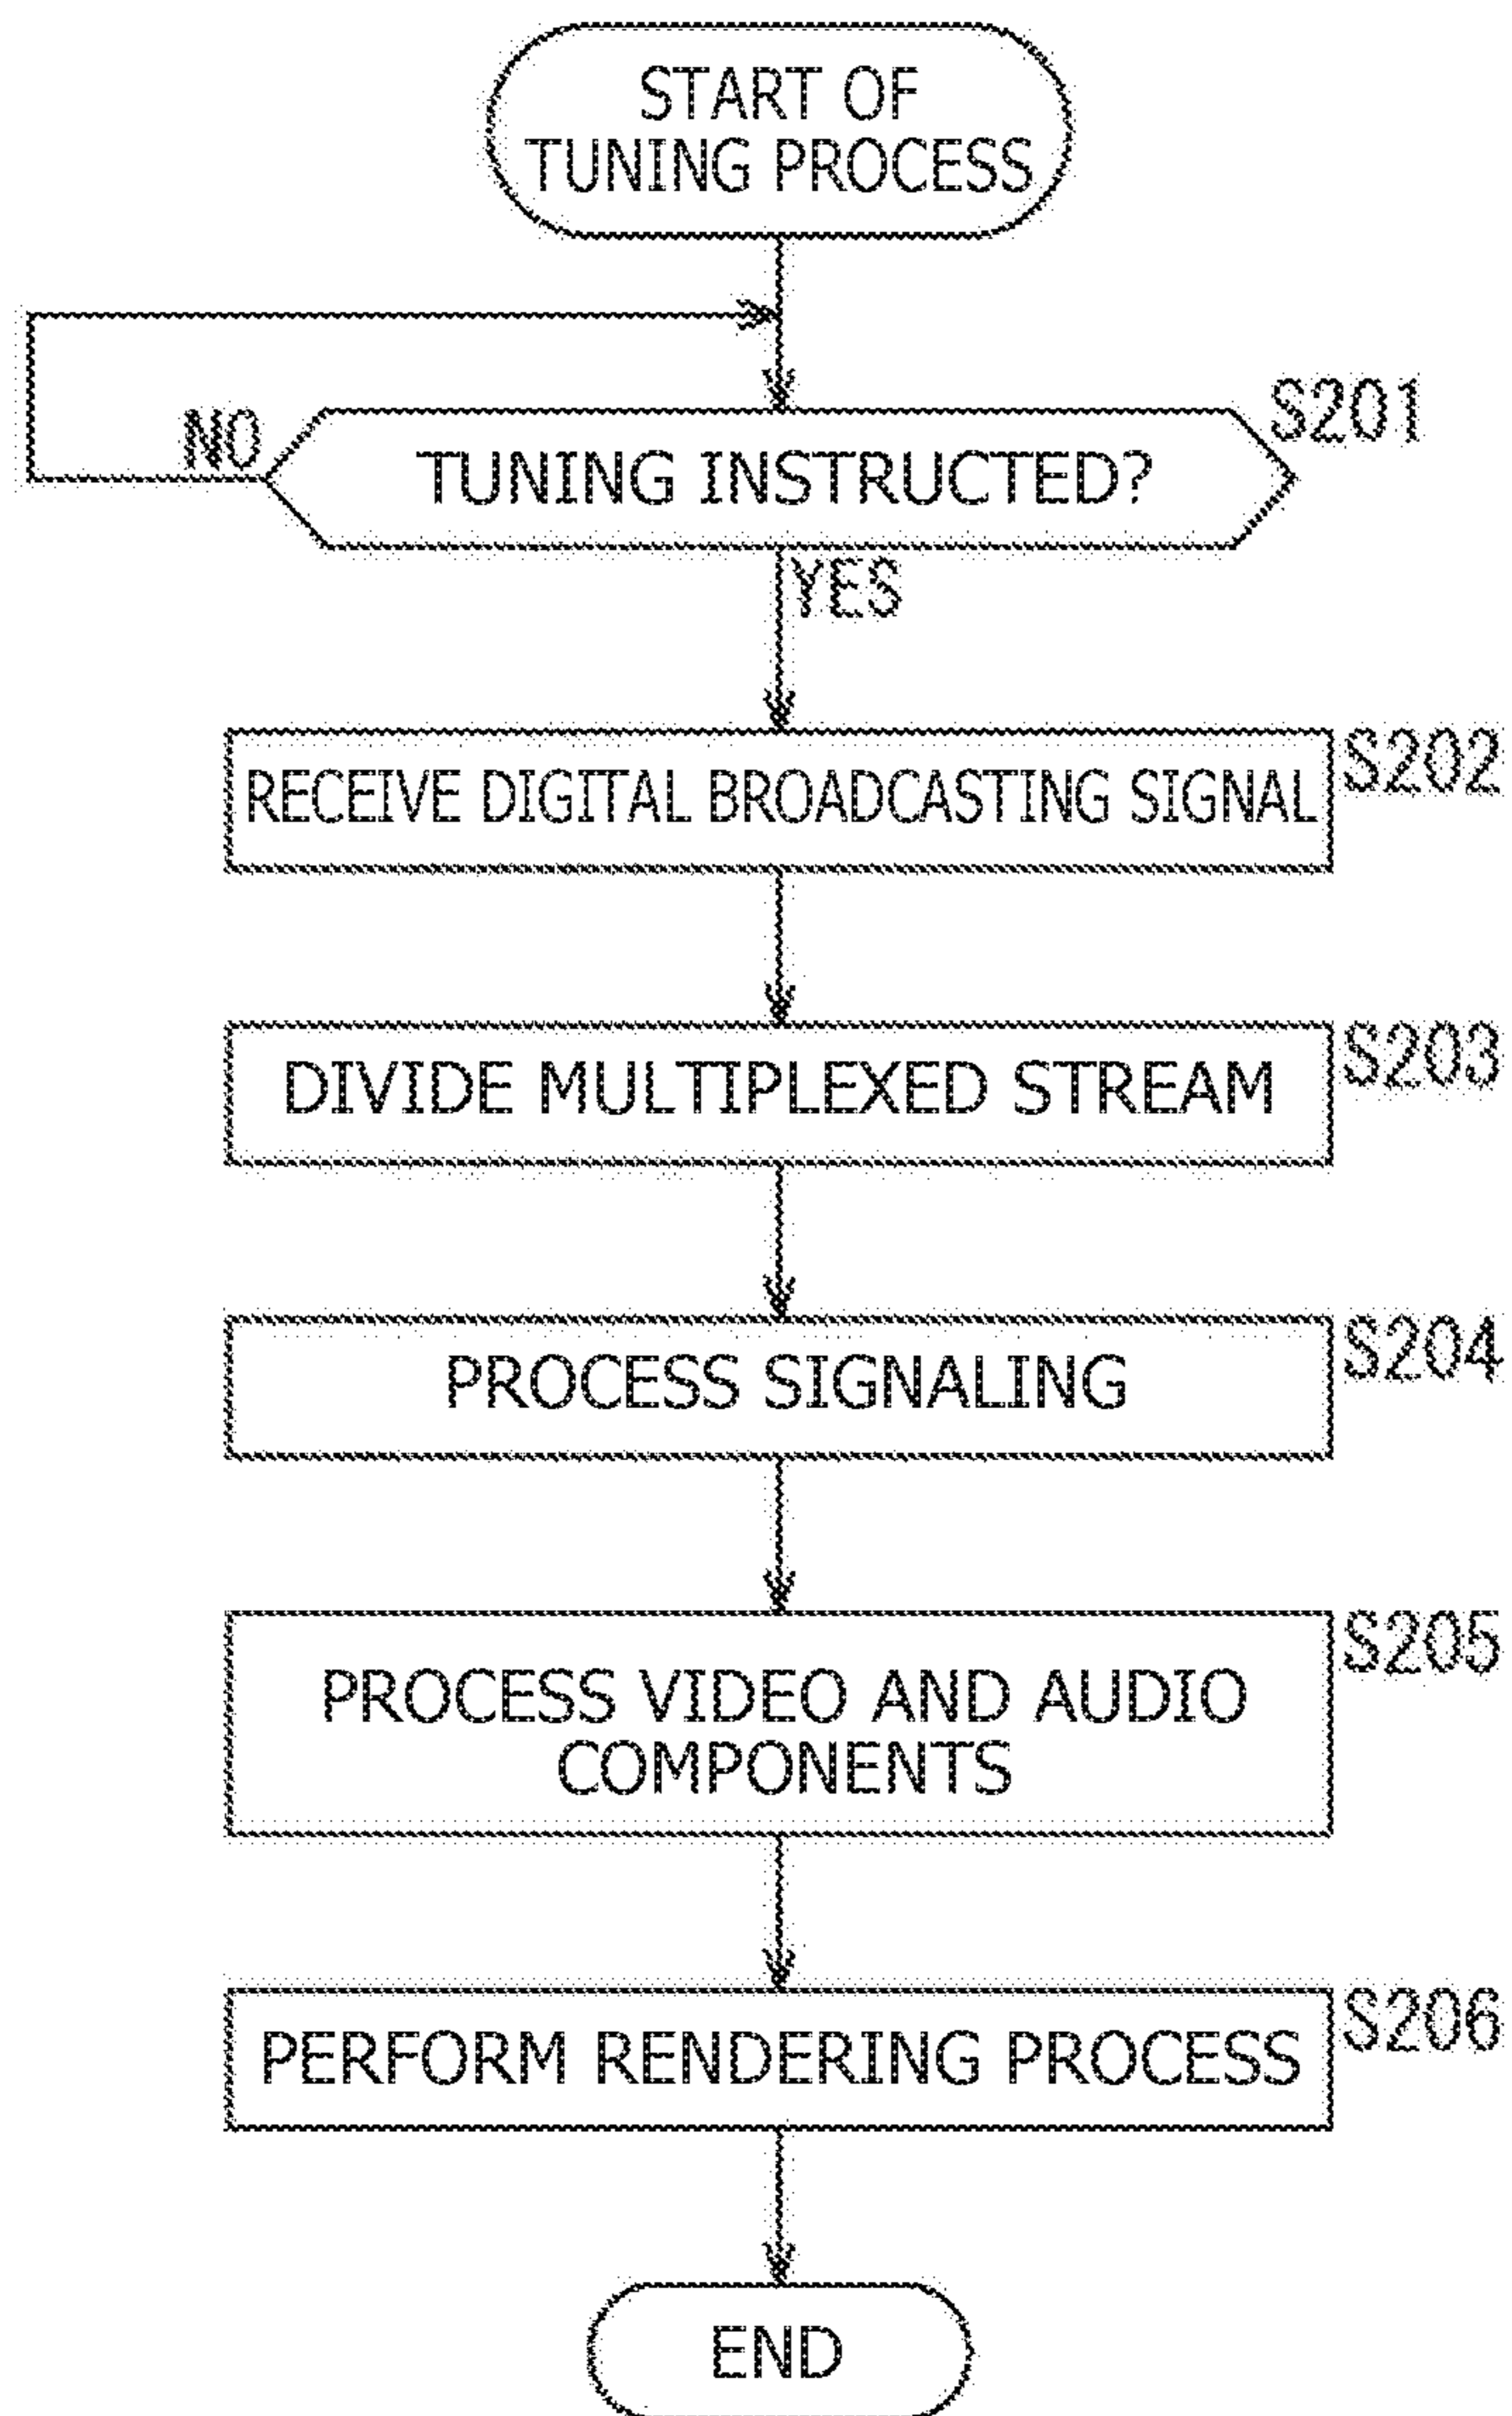 START OF
TUNING PROCESS
NO
TUNING INSTRUCTED?
S201
YES
RECEIVE DIGITAL BROADCASTING SIGNAL
S202
DIVIDE MULTIPLEXED STREAM
S203
PROCESS SIGNALING
S204
PROCESS VIDEO AND AUDIO
COMPONENTS
S205
PERFORM RENDERING PROCESS
S206
END